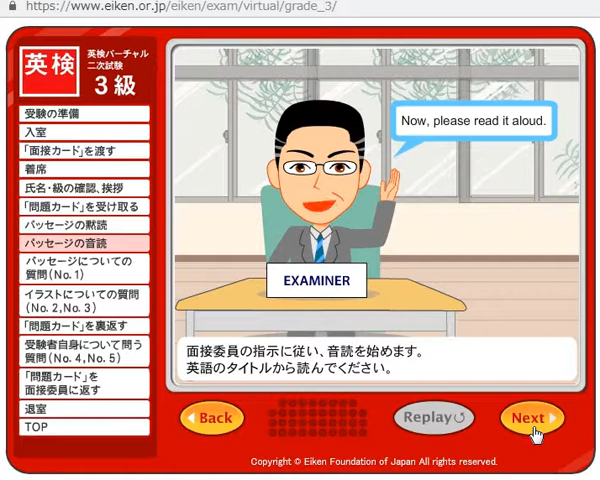 https://www.eiken.or.jp/eiken/exam/virtual/grade_3/
英検
英検バーチャル
二次試験
3級
受験の準備
入室
「面接カード」を渡す
着席
氏名・級の確認、挨拶
「問題カード」を受け取る
パッセージの黙読
パッセージの音読
パッセージについての
質問(No.1)
イラストについての質問
(No.2,No.3)
「問題カード」を裏返す
受験者自身について問う
質問(No.4,No.5)
「問題カード」を
面接委員に返す
退室
TOP
Now, please read it aloud.
EXAMINER
面接委員の指示に従い、音読を始めます。
英語のタイトルから読んでください。
Back
Replay
Next
Copyright © Eiken Foundation of Japan All rights reserved.